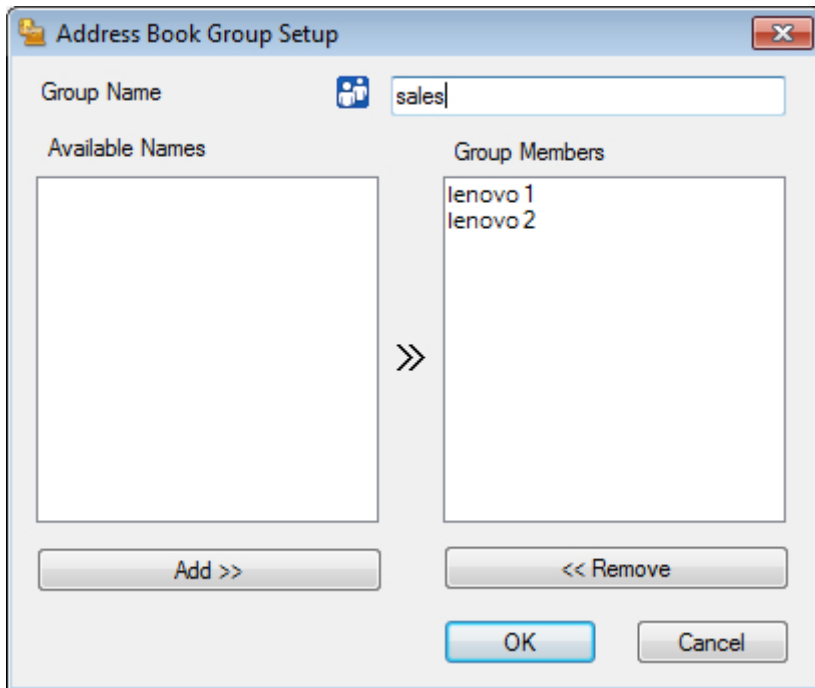 Address Book Group Setup
Group Name
sales
Available Names
Group Members
lenovo 1
lenovo 2
Add >>
<< Remove
OK
Cancel